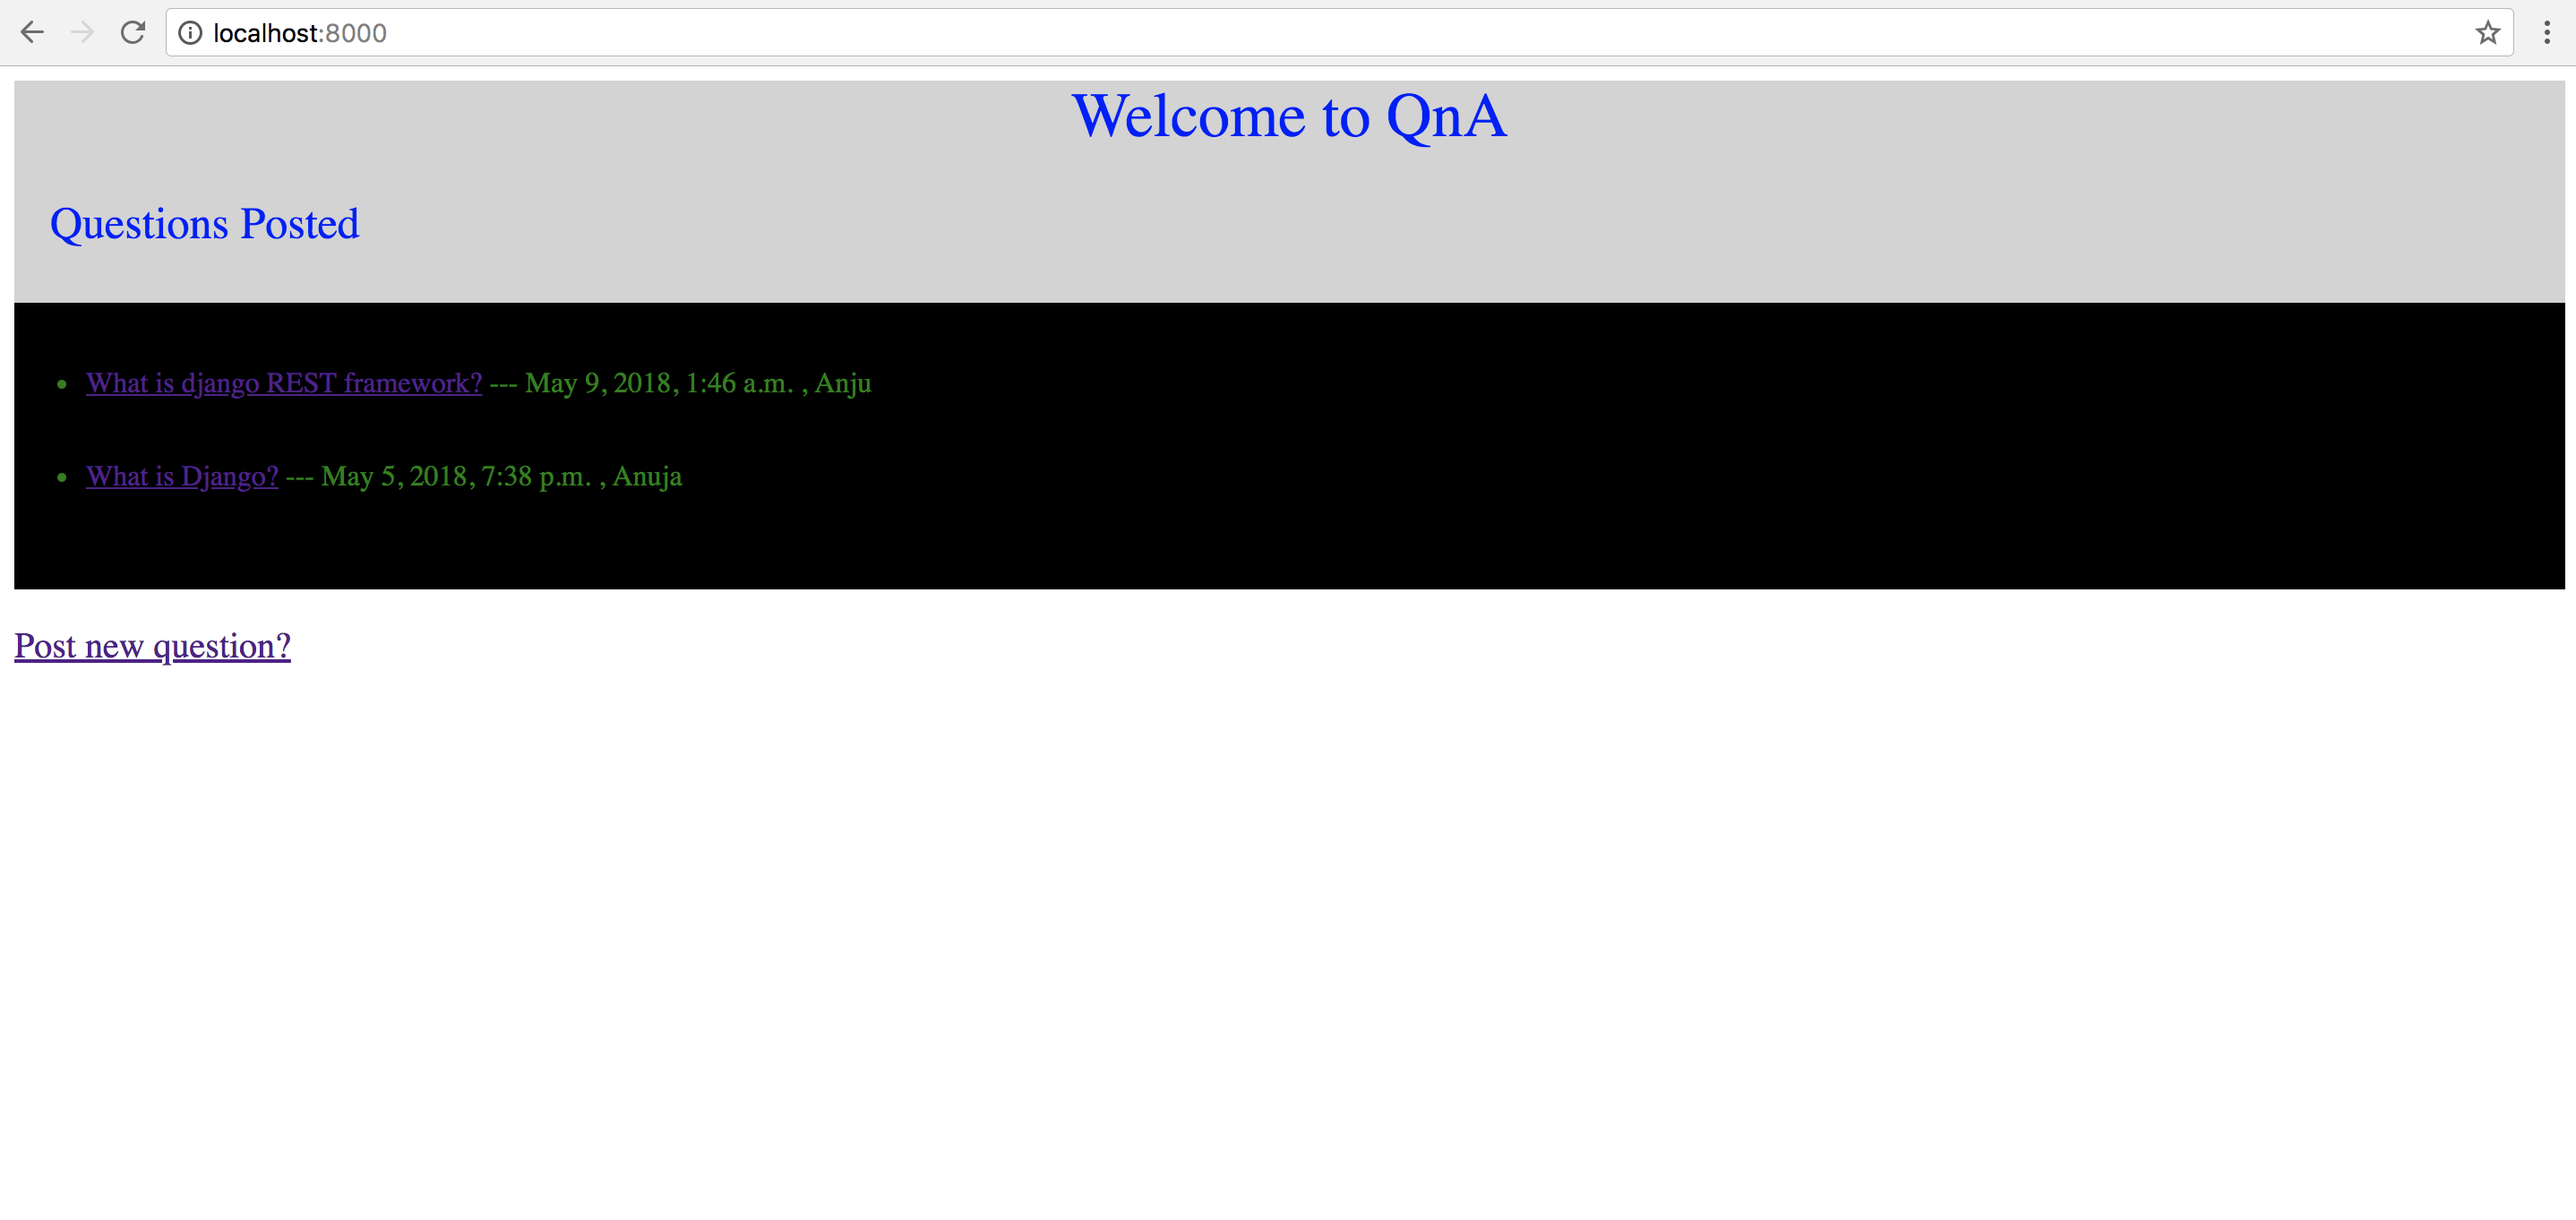 localhost:8000
Welcome to QnA
Questions Posted
What is django REST framework? --- May 9, 2018, 1:46 a.m. , Anju
What is Django? --- May 5, 2018, 7:38 p.m. , Anuja
Post new question?